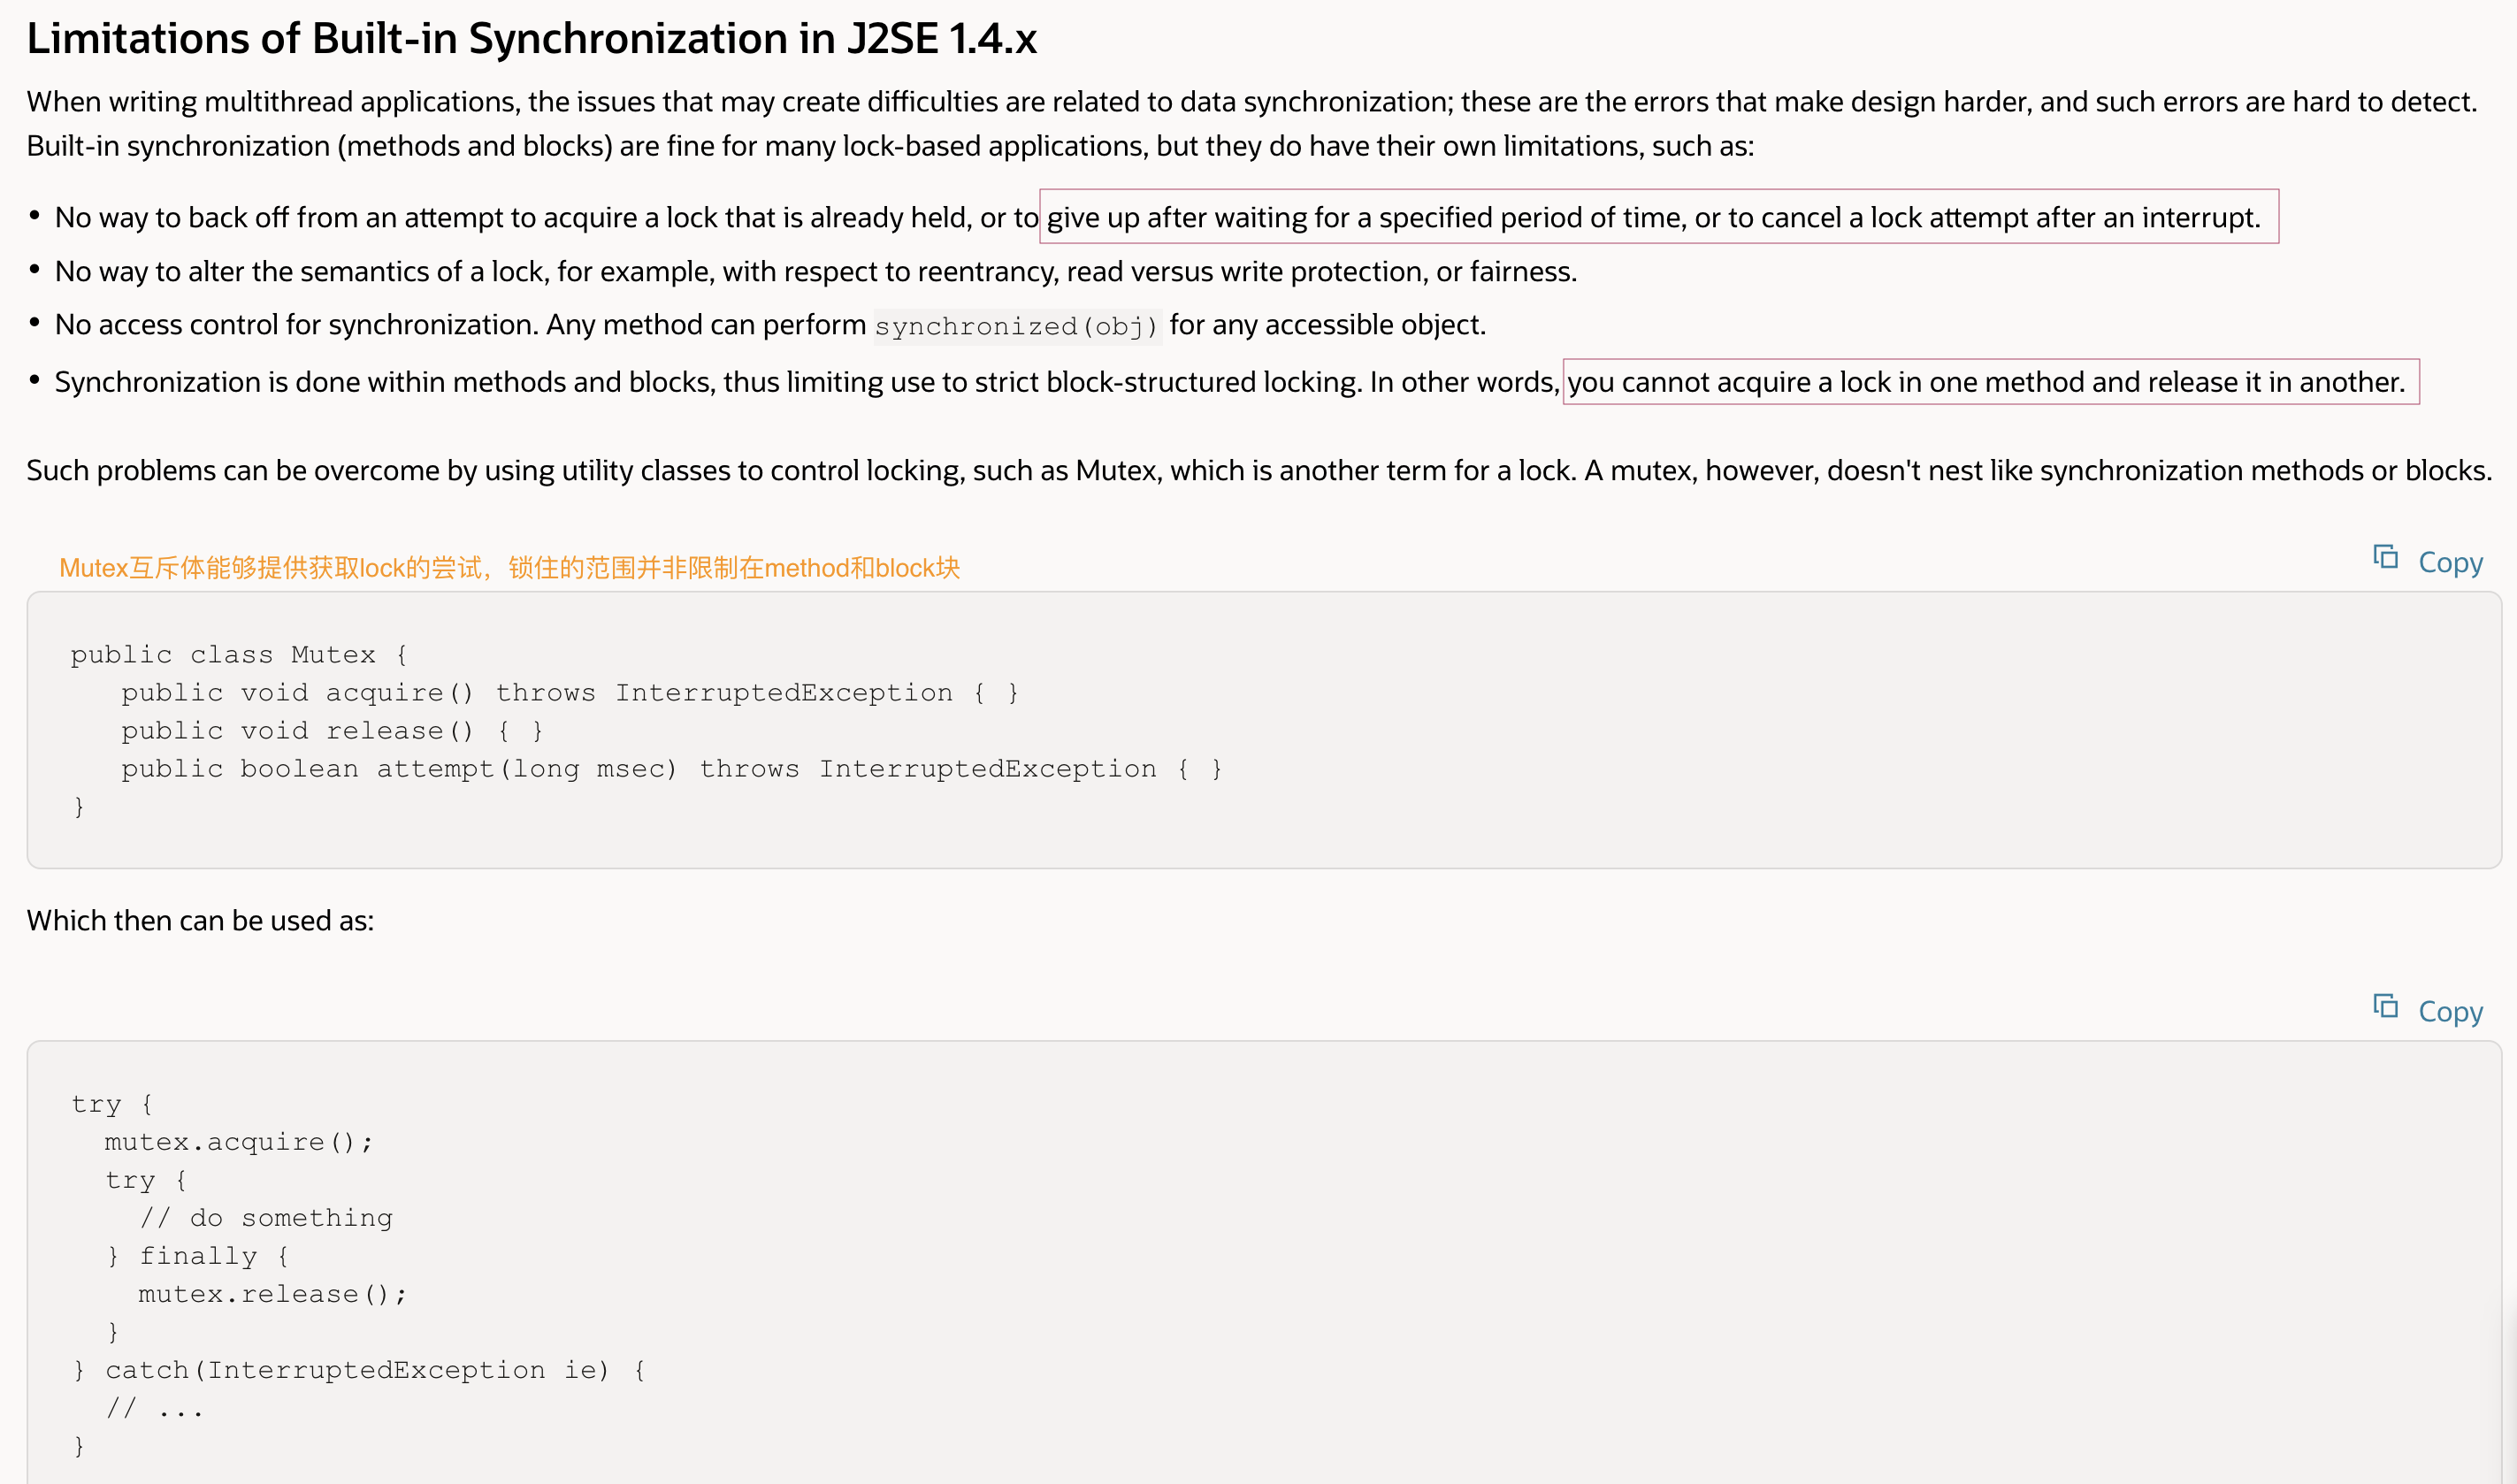 Limitations of Built-in Synchronization in J2SE 1.4.x
When writing multithread applications, the issues that may create difficulties are related to data synchronization; these are the errors that make design harder, and such errors are hard to detect.
Built-in synchronization (methods and blocks) are fine for many lock-based applications, but they do have their own limitations, such as:
• No way to back off from an attempt to acquire a lock that is already held, or to give up after waiting for a specified period of time, or to cancel a lock attempt after an interrupt.
• No way to alter the semantics of a lock, for example, with respect to reentrancy, read versus write protection, or fairness.
• No access control for synchronization. Any method can perform synchronized(obj) for any accessible object.
• Synchronization is done within methods and blocks, thus limiting use to strict block-structured locking. In other words, you cannot acquire a lock in one method and release it in another.
Such problems can be overcome by using utility classes to control locking, such as Mutex, which is another term for a lock. A mutex, however, doesn't nest like synchronization methods or blocks.
Mutex互斥体能够提供获取lock的尝试，锁住的范围并非限制在method和block块
Copy
public class Mutex {
   public void acquire() throws InterruptedException { }
   public void release() { }
   public boolean attempt(long msec) throws InterruptedException { }
}
Which then can be used as:
Copy
try {
  mutex.acquire();
  try {
    // do something
  } finally {
    mutex.release();
  }
} catch(InterruptedException ie) {
  // ...
}